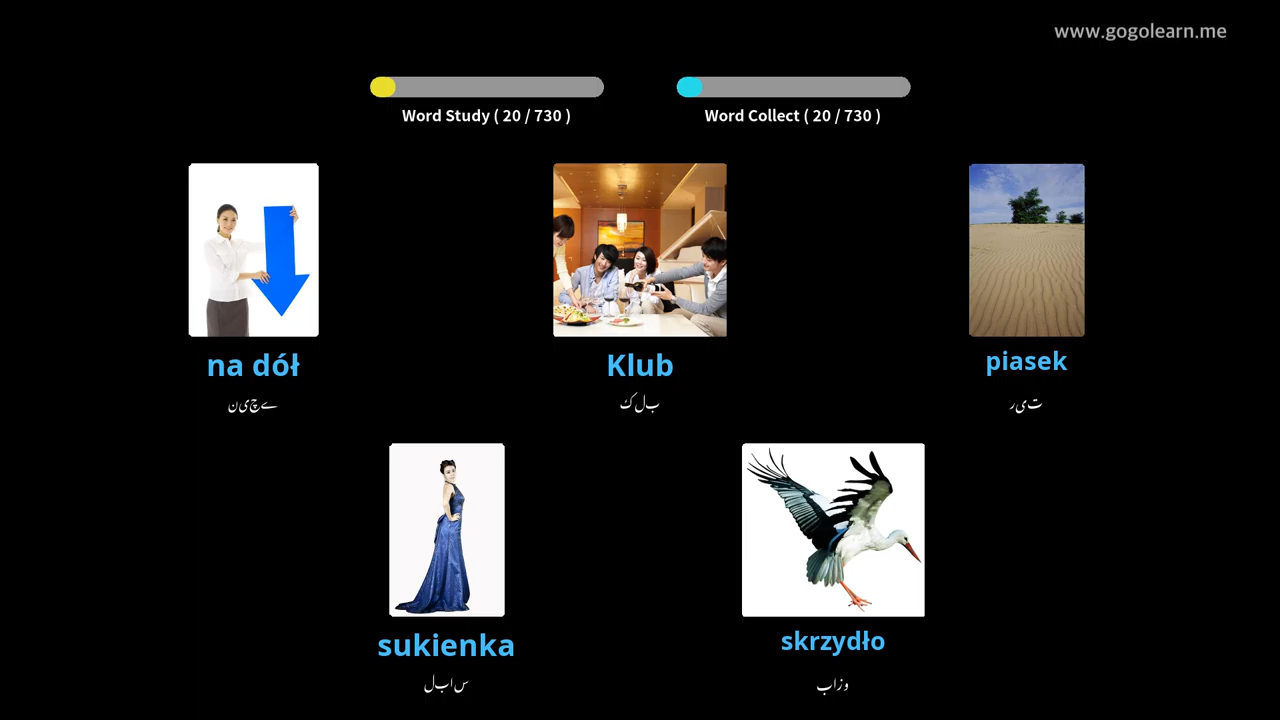 www.gogolearn.me
Word Study ( 20 / 730 )
Word Collect ( 20 / 730 )
na dół
ےچین
Klub
بلک
piasek
تیر
sukienka
سابل
skrzydło
وزاب